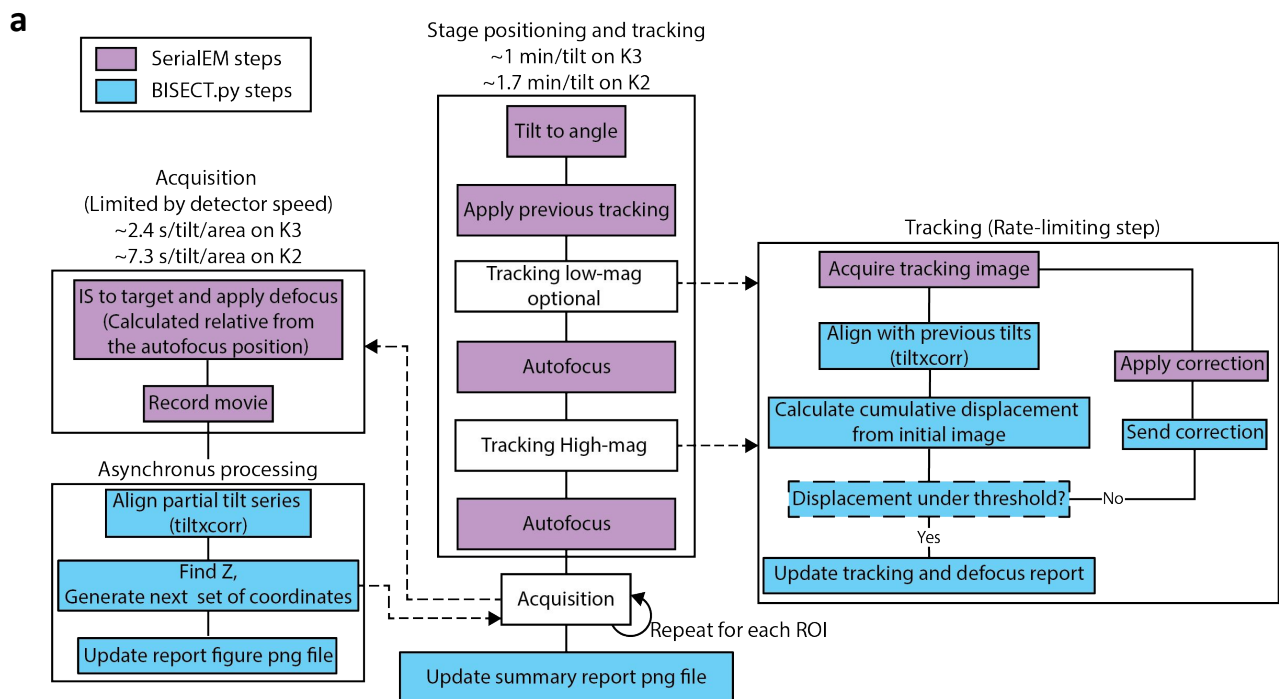 a
SerialEM steps
BISECT.py steps
Stage positioning and tracking
~1 min/tilt on K3
~1.7 min/tilt on K2
Tilt to angle
Apply previous tracking
Tracking low-mag
optional
Autofocus
Tracking High-mag
Autofocus
Acquisition
Repeat for each ROI
Update summary report png file
Acquisition
(Limited by detector speed)
~2.4 s/tilt/area on K3
~7.3 s/tilt/area on K2
IS to target and apply defocus
(Calculated relative from
the autofocus position)
Record movie
Asynchronus processing
Align partial tilt series
(tiltxcorr)
Find Z,
Generate next set of coordinates
Update report figure png file
Tracking (Rate-limiting step)
Acquire tracking image
Align with previous tilts
(tiltxcorr)
Calculate cumulative displacement
from initial image
Displacement under threshold?
No
Send correction
Apply correction
Yes
Update tracking and defocus report